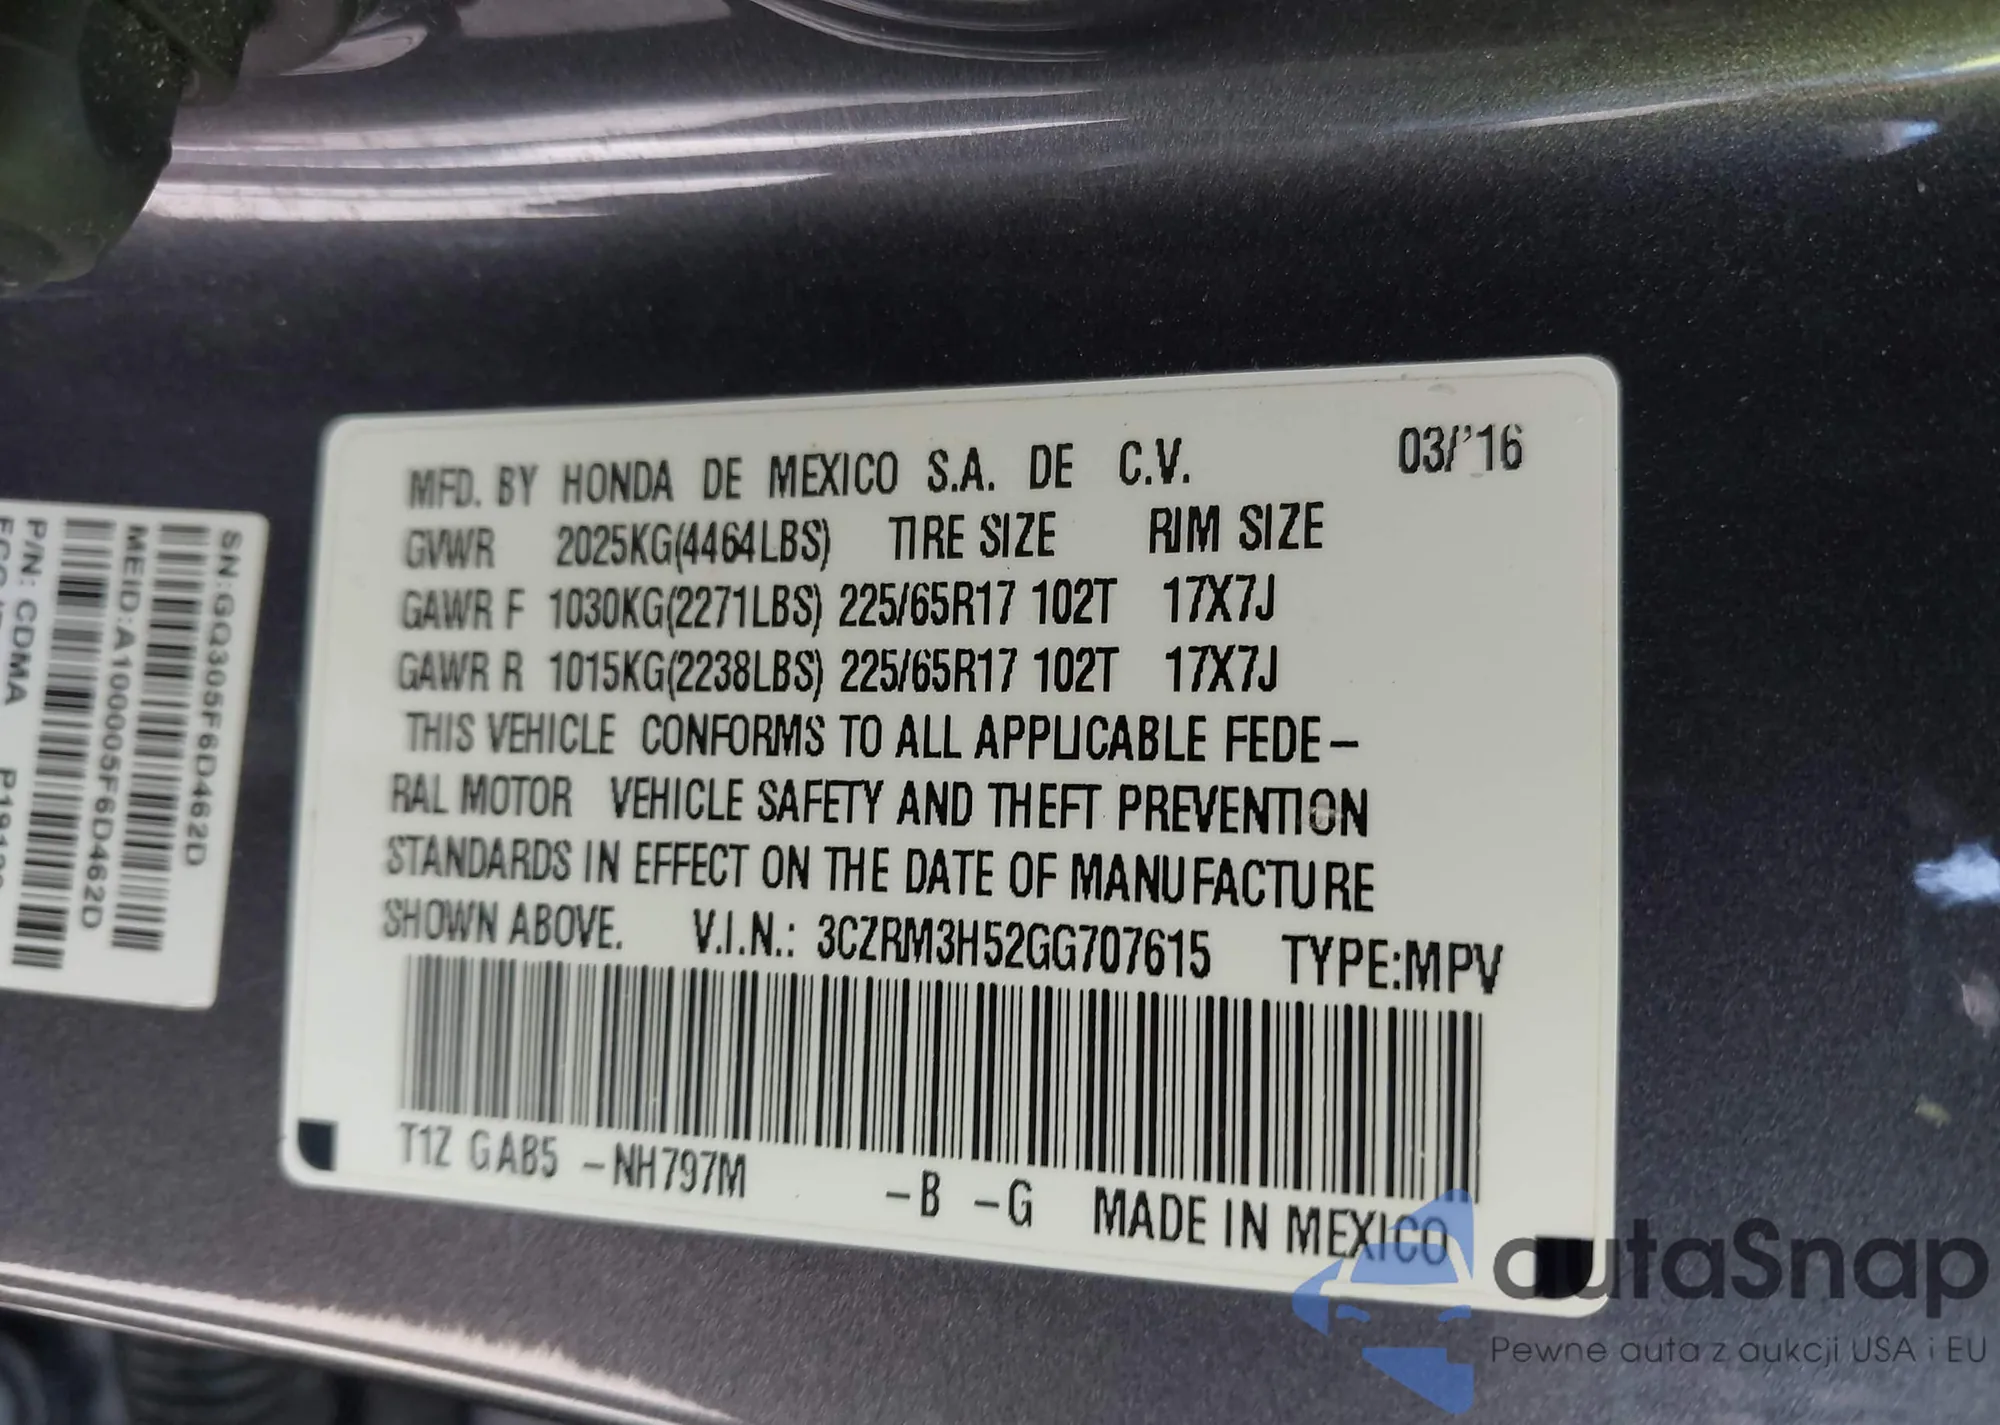 MFD. BY HONDA DE MEXICO S.A. DE C.V. 03/'16
GVWR 2025KG(4464LBS) TIRE SIZE RIM SIZE
GAWR F 1030KG(2271LBS) 225/65R17 102T 17X7J
GAWR R 1015KG(2238LBS) 225/65R17 102T 17X7J
THIS VEHICLE CONFORMS TO ALL APPLICABLE FEDE-
RAL MOTOR VEHICLE SAFETY AND THEFT PREVENTION
STANDARDS IN EFFECT ON THE DATE OF MANUFACTURE
SHOWN ABOVE. V.I.N.: 3CZRM3H52GG707615 TYPE:MPV
T1Z GAB5 -NH797M -B -G MADE IN MEXICO
SN:GQ305F6D462D
MEID:A100005F6D462D
P/N: CDMA
autaSnap
Pewne auta z aukcji USA i EU